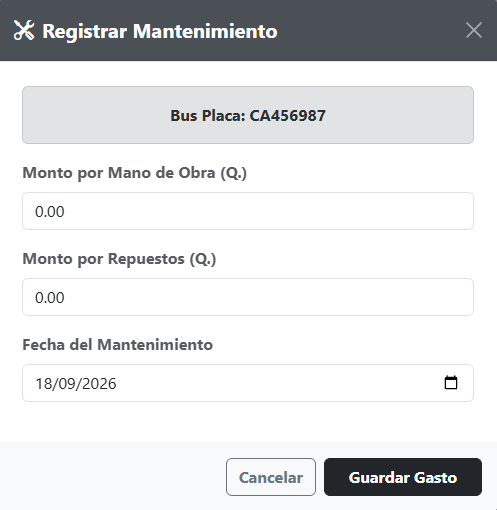 Registrar Mantenimiento
Bus Placa: CA456987
Monto por Mano de Obra (Q.)
0.00
Monto por Repuestos (Q.)
0.00
Fecha del Mantenimiento
18/09/2026
Cancelar
Guardar Gasto